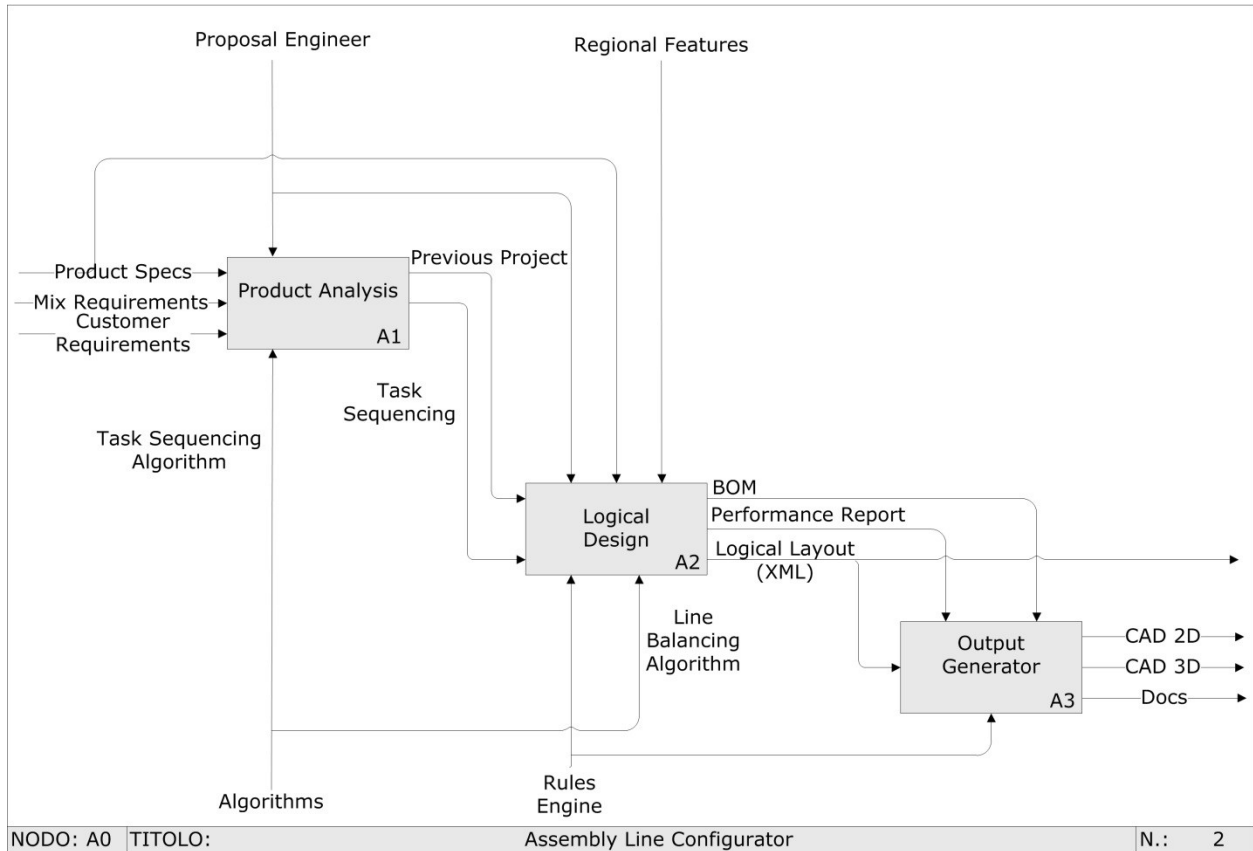 Proposal Engineer
Regional Features
Product Specs
Mix Requirements
Customer
Requirements
Product Analysis
A1
Previous Project
Task
Sequencing
Task Sequencing
Algorithm
Logical
Design
A2
BOM
Performance Report
Logical Layout
(XML)
Line
Balancing
Algorithm
Output
Generator
A3
CAD 2D
CAD 3D
Docs
Algorithms
Rules
Engine
NODO: A0 TITOLO: Assembly Line Configurator N.: 2